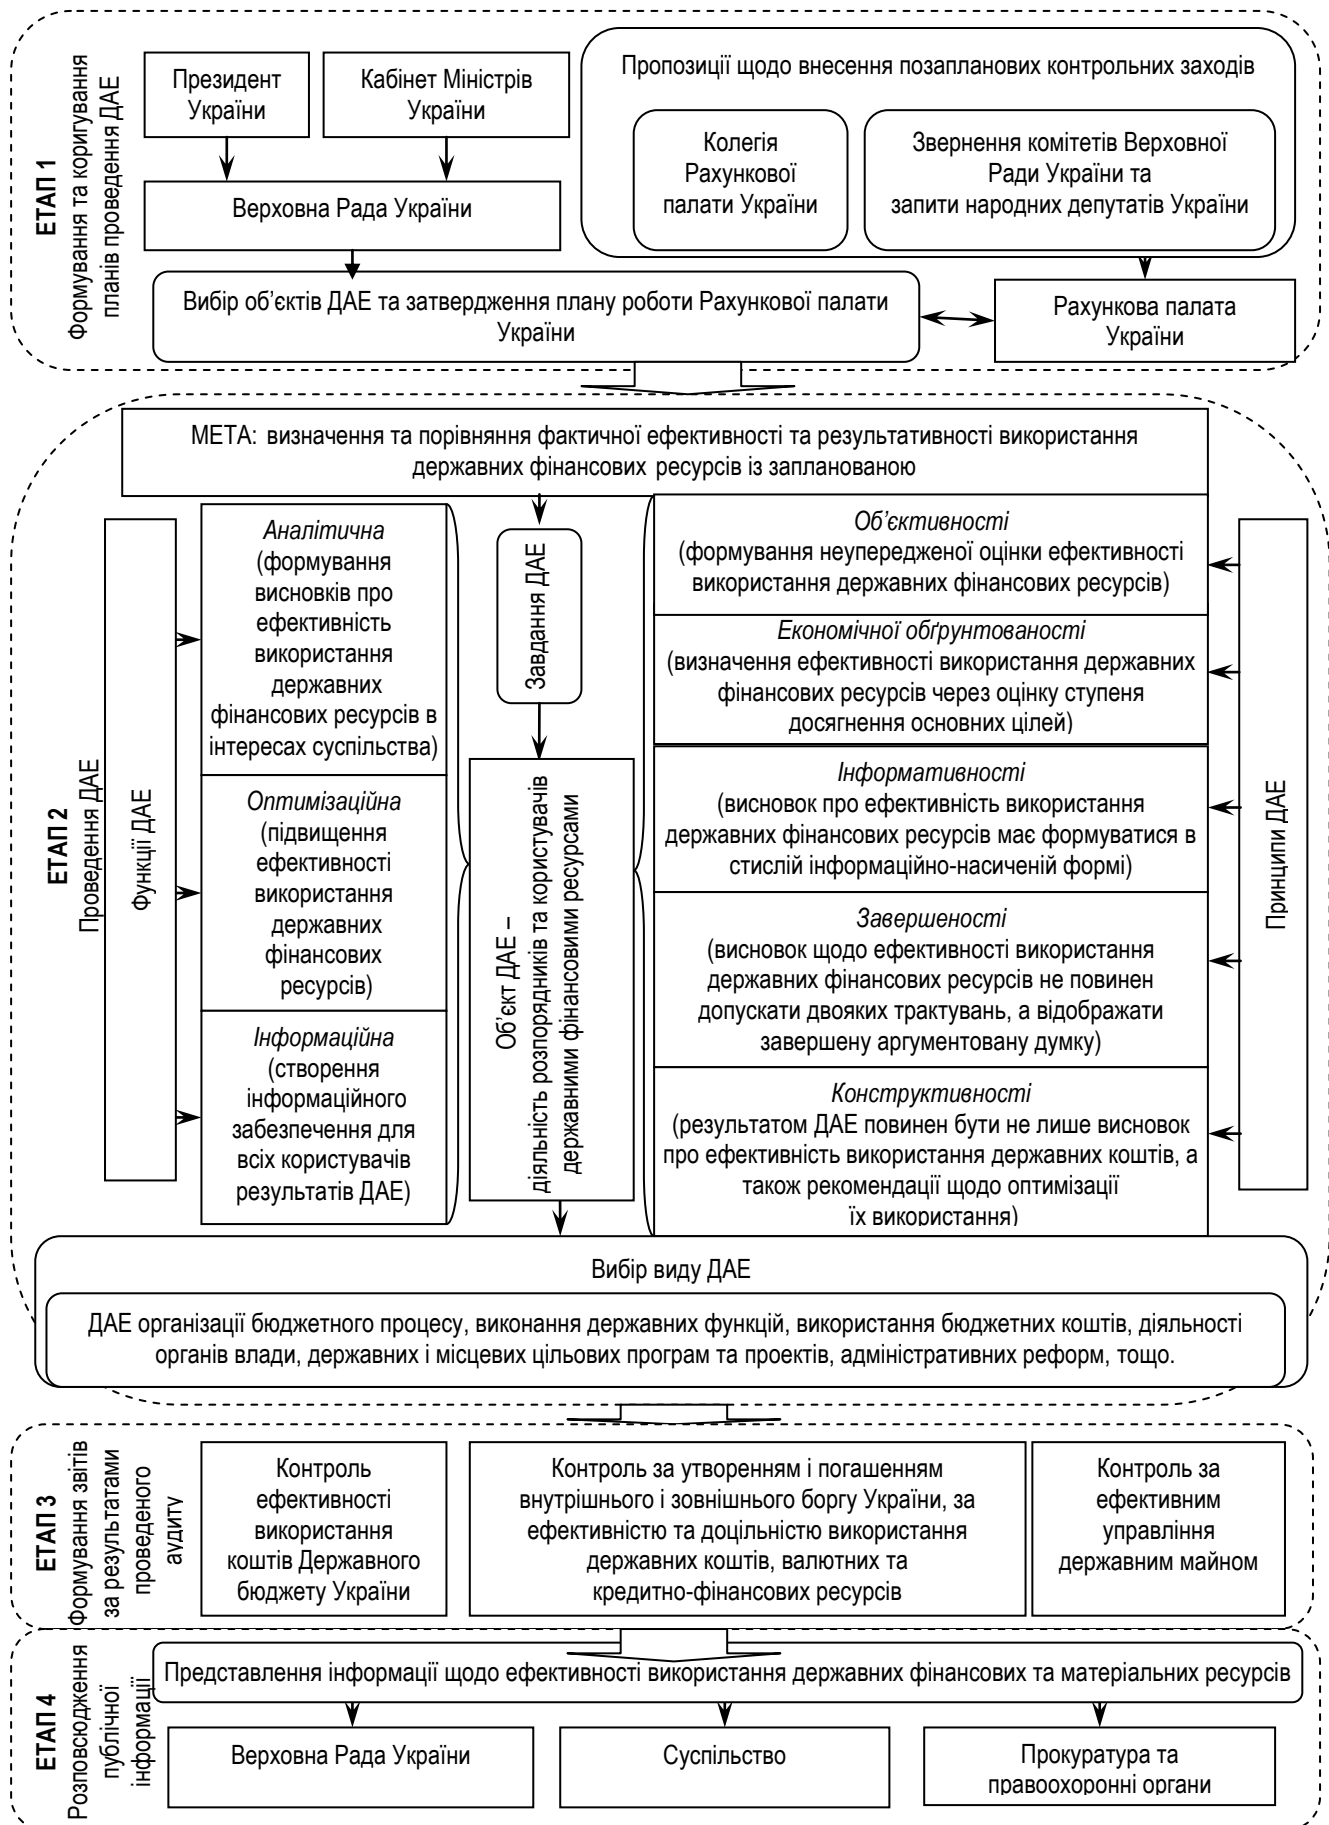 ЕТАП 1
Формування та коригування
планів проведення ДАЕ
Президент
України
Кабінет Міністрів
України
Пропозиції щодо внесення позапланових контрольних заходів
Колегія
Рахункової
палати України
Звернення комітетів Верховної
Ради України та
запити народних депутатів України
Верховна Рада України
Вибір об’єктів ДАЕ та затвердження плану роботи Рахункової палати
України
Рахункова палата
України
ЕТАП 2
Проведення ДАЕ
МЕТА: визначення та порівняння фактичної ефективності та результативності використання
державних фінансових ресурсів із запланованою
Функції ДАЕ
Аналітична
(формування
висновків про
ефективність
використання
державних
фінансових ресурсів в
інтересах суспільства)
Оптимізаційна
(підвищення
ефективності
використання
державних
фінансових
ресурсів)
Інформаційна
(створення
інформаційного
забезпечення для
всіх користувачів
результатів ДАЕ)
Завдання ДАЕ
Об’єкт ДАЕ –
діяльність розпорядників та користувачів
державними фінансовими ресурсами
Об’єктивності
(формування неупередженої оцінки ефективності
використання державних фінансових ресурсів)
Економічної обґрунтованості
(визначення ефективності використання державних
фінансових ресурсів через оцінку ступеня
досягнення основних цілей)
Інформативності
(висновок про ефективність використання
державних фінансових ресурсів має формуватися в
стислій інформаційно-насиченій формі)
Завершеності
(висновок щодо ефективності використання
державних фінансових ресурсів не повинен
допускати двояких трактувань, а відображати
завершену аргументовану думку)
Конструктивності
(результатом ДАЕ повинен бути не лише висновок
про ефективність використання державних коштів, а
також рекомендації щодо оптимізації
їх використання)
Принципи ДАЕ
Вибір виду ДАЕ
ДАЕ організації бюджетного процесу, виконання державних функцій, використання бюджетних коштів, діяльності
органів влади, державних і місцевих цільових програм та проектів, адміністративних реформ, тощо.
ЕТАП 3
Формування звітів
за результатами
проведеного
аудиту
Контроль
ефективності
використання
коштів Державного
бюджету України
Контроль за утворенням і погашенням
внутрішнього і зовнішнього боргу України, за
ефективністю та доцільністю використання
державних коштів, валютних та
кредитно-фінансових ресурсів
Контроль за
ефективним
управління
державним майном
ЕТАП 4
Розповсюдження
публічної
інформації
Представлення інформації щодо ефективності використання державних фінансових та матеріальних ресурсів
Верховна Рада України
Суспільство
Прокуратура та
правоохоронні органи